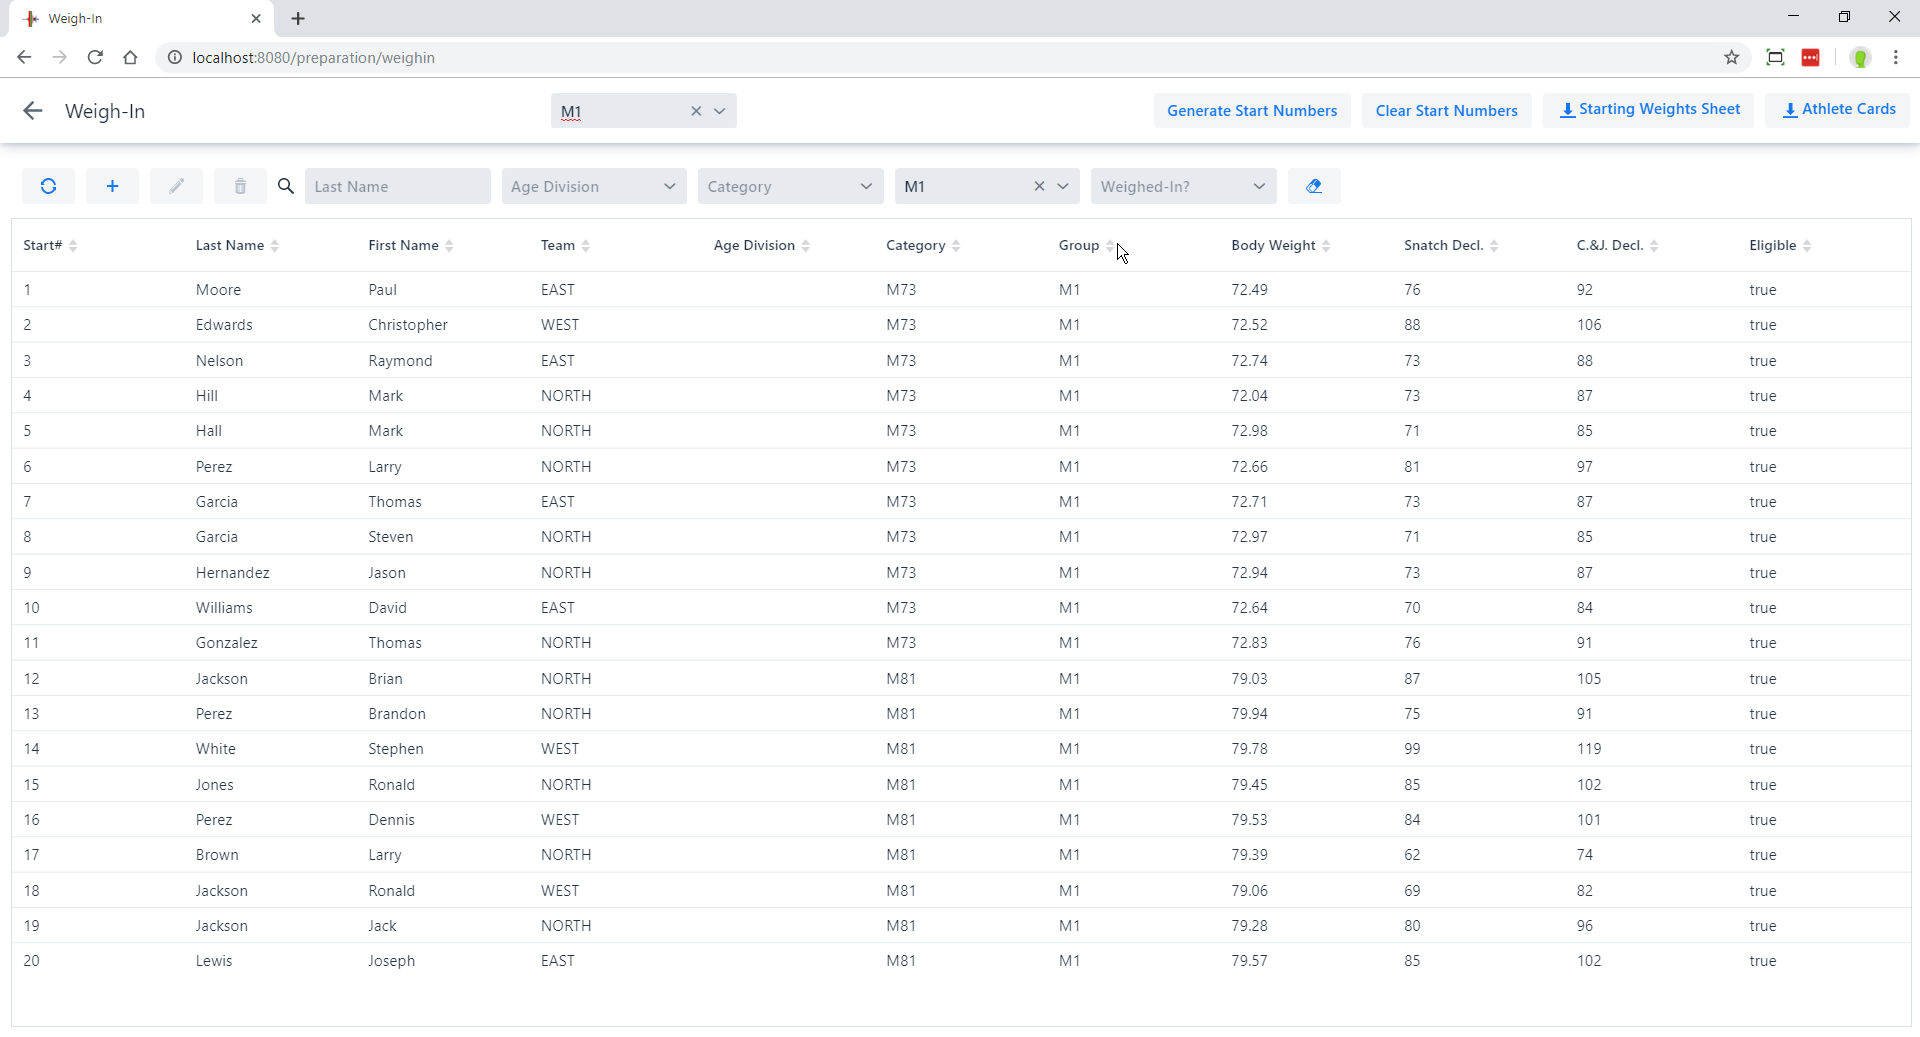 Weigh-In
localhost:8080/preparation/weighin
Weigh-In M1 Generate Start Numbers Clear Start Numbers Starting Weights Sheet Athlete Cards
Last Name Age Division Category M1 Weighed-In?
Start# Last Name First Name Team Age Division Category Group Body Weight Snatch Decl. C.&J. Decl. Eligible
1 Moore Paul EAST M73 M1 72.49 76 92 true
2 Edwards Christopher WEST M73 M1 72.52 88 106 true
3 Nelson Raymond EAST M73 M1 72.74 73 88 true
4 Hill Mark NORTH M73 M1 72.04 73 87 true
5 Hall Mark NORTH M73 M1 72.98 71 85 true
6 Perez Larry NORTH M73 M1 72.66 81 97 true
7 Garcia Thomas EAST M73 M1 72.71 73 87 true
8 Garcia Steven NORTH M73 M1 72.97 71 85 true
9 Hernandez Jason NORTH M73 M1 72.94 73 87 true
10 Williams David EAST M73 M1 72.64 70 84 true
11 Gonzalez Thomas NORTH M73 M1 72.83 76 91 true
12 Jackson Brian NORTH M81 M1 79.03 87 105 true
13 Perez Brandon NORTH M81 M1 79.94 75 91 true
14 White Stephen WEST M81 M1 79.78 99 119 true
15 Jones Ronald NORTH M81 M1 79.45 85 102 true
16 Perez Dennis WEST M81 M1 79.53 84 101 true
17 Brown Larry NORTH M81 M1 79.39 62 74 true
18 Jackson Ronald WEST M81 M1 79.06 69 82 true
19 Jackson Jack NORTH M81 M1 79.28 80 96 true
20 Lewis Joseph EAST M81 M1 79.57 85 102 true